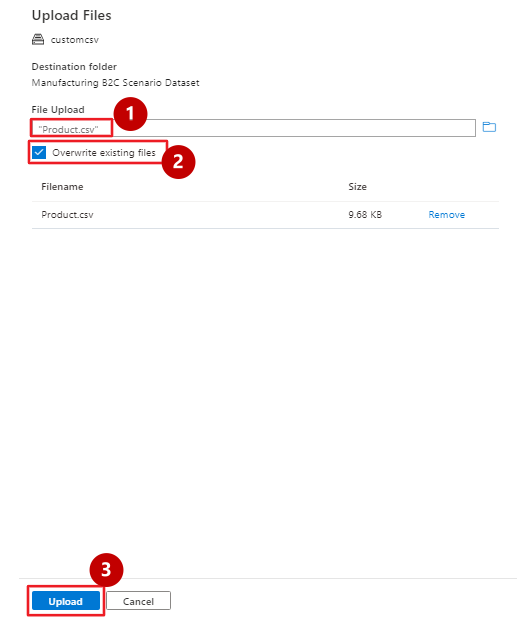 Upload Files
customcsv
Destination folder
Manufacturing B2C Scenario Dataset
File Upload
1
"Product.csv"
Overwrite existing files
2
Filename Size
Product.csv 9.68 KB Remove
3
Upload Cancel